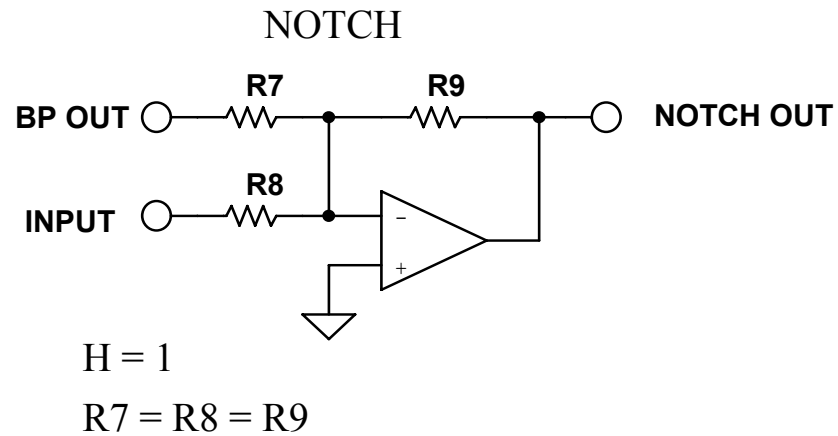 NOTCH
R7 R9
BP OUT NOTCH OUT
R8
INPUT
−
+
H = 1
R7 = R8 = R9